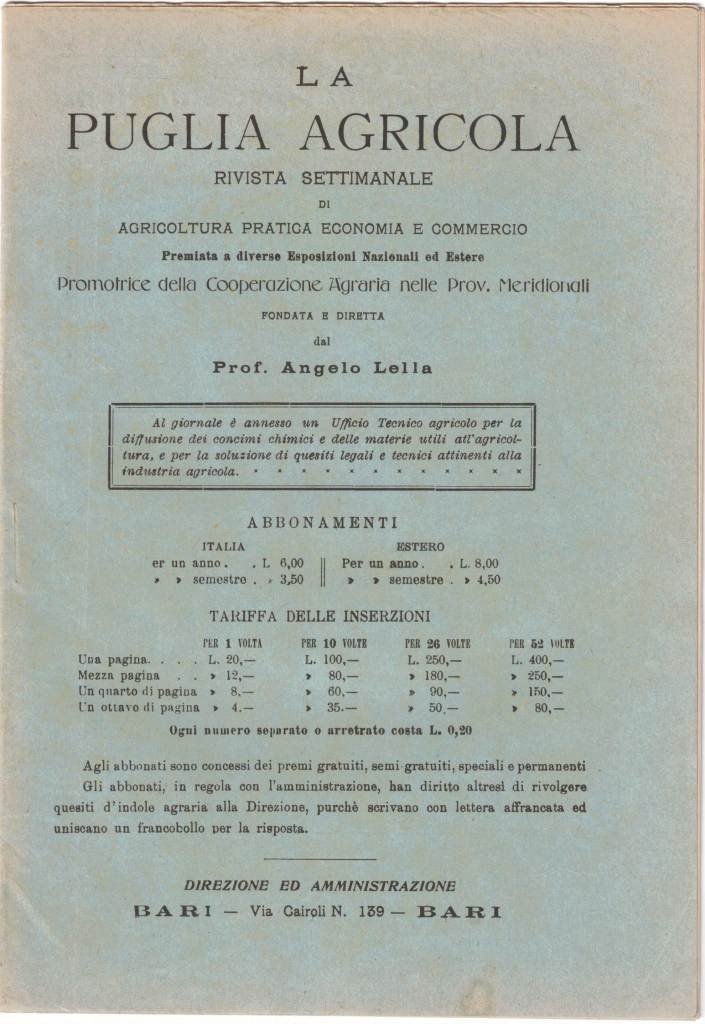 LA
PUGLIA AGRICOLA
RIVISTA SETTIMANALE
DI
AGRICOLTURA PRATICA ECONOMIA E COMMERCIO
Premiata a diverse Esposizioni Nazionali ed Estere
Promotrice della Cooperazione Agraria nelle Prov. Meridionali
FONDATA E DIRETTA
dal
Prof. Angelo Lella
Al giornale è annesso un Ufficio Tecnico agricolo per la
diffusione dei concimi chimici e delle materie utili all'agricol-
tura, e per la soluzione di quesiti legali e tecnici attinenti alla
industria agricola. × × × × × × × × × × × ×
ABBONAMENTI
ITALIA ESTERO
er un anno . . L 6,00 Per un anno . . L. 8,00
» » semestre . » 3,50 » » semestre . » 4,50
TARIFFA DELLE INSERZIONI
PER 1 VOLTA PER 10 VOLTE PER 26 VOLTE PER 52 VOLTE
Una pagina. . . . L. 20,— L. 100,— L. 250,— L. 400,—
Mezza pagina . . » 12,— » 80,— » 180,— » 250,—
Un quarto di pagina » 8.— » 60,— » 90,— » 150,—
Un ottavo di pagina » 4.— » 35.— » 50.— » 80,—
Ogni numero separato o arretrato costa L. 0,20
Agli abbonati sono concessi dei premi gratuiti, semi-gratuiti, speciali e permanenti
Gli abbonati, in regola con l'amministrazione, han diritto altresì di rivolgere
quesiti d'indole agraria alla Direzione, purchè scrivano con lettera affrancata ed
uniscano un francobollo per la risposta.
DIREZIONE ED AMMINISTRAZIONE
BARI — Via Cairoli N. 139 — BARI